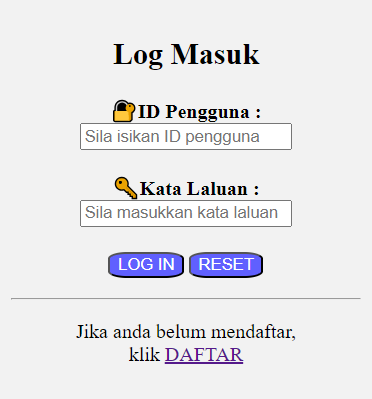 Log Masuk
ID Pengguna :
Sila isikan ID pengguna
Kata Laluan :
Sila masukkan kata laluan
LOG IN RESET
Jika anda belum mendaftar,
klik DAFTAR